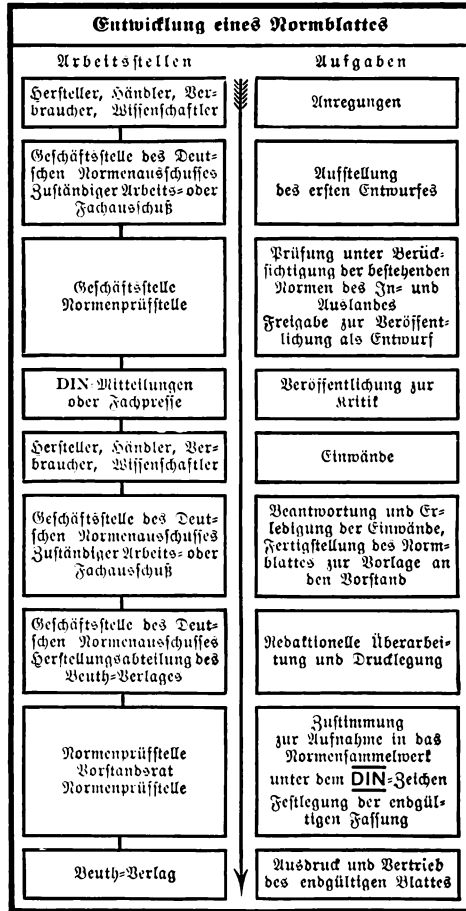 Entwicklung eines Normblattes
Arbeitsstellen
Aufgaben
Hersteller, Händler, Ver-
braucher, Wissenschaftler
Anregungen
Geschäftsstelle des Deut-
schen Normenausschusses
Zuständiger Arbeits- oder
Fachausschuß
Aufstellung
des ersten Entwurfes
Geschäftsstelle
Normenprüfstelle
Prüfung unter Berück-
sichtigung der bestehenden
Normen des In- und
Auslandes
Freigabe zur Veröffent-
lichung als Entwurf
DIN-Mitteilungen
oder Fachpresse
Veröffentlichung zur
Kritik
Hersteller, Händler, Ver-
braucher, Wissenschaftler
Einwände
Geschäftsstelle des Deut-
schen Normenausschusses
Zuständiger Arbeits- oder
Fachausschuß
Beantwortung und Er-
ledigung der Einwände,
Fertigstellung des Norm-
blattes zur Vorlage an
den Vorstand
Geschäftsstelle des Deut-
schen Normenausschusses
Herstellungsabteilung des
Beuth-Verlages
Redaktionelle Überarbei-
tung und Drucklegung
Normenprüfstelle
Vorstandsrat
Normenprüfstelle
Zustimmung
zur Aufnahme in das
Normensammelwerk
unter dem DIN-Zeichen
Festlegung der endgül-
tigen Fassung
Beuth-Verlag
Ausdruck und Vertrieb
des endgültigen Blattes